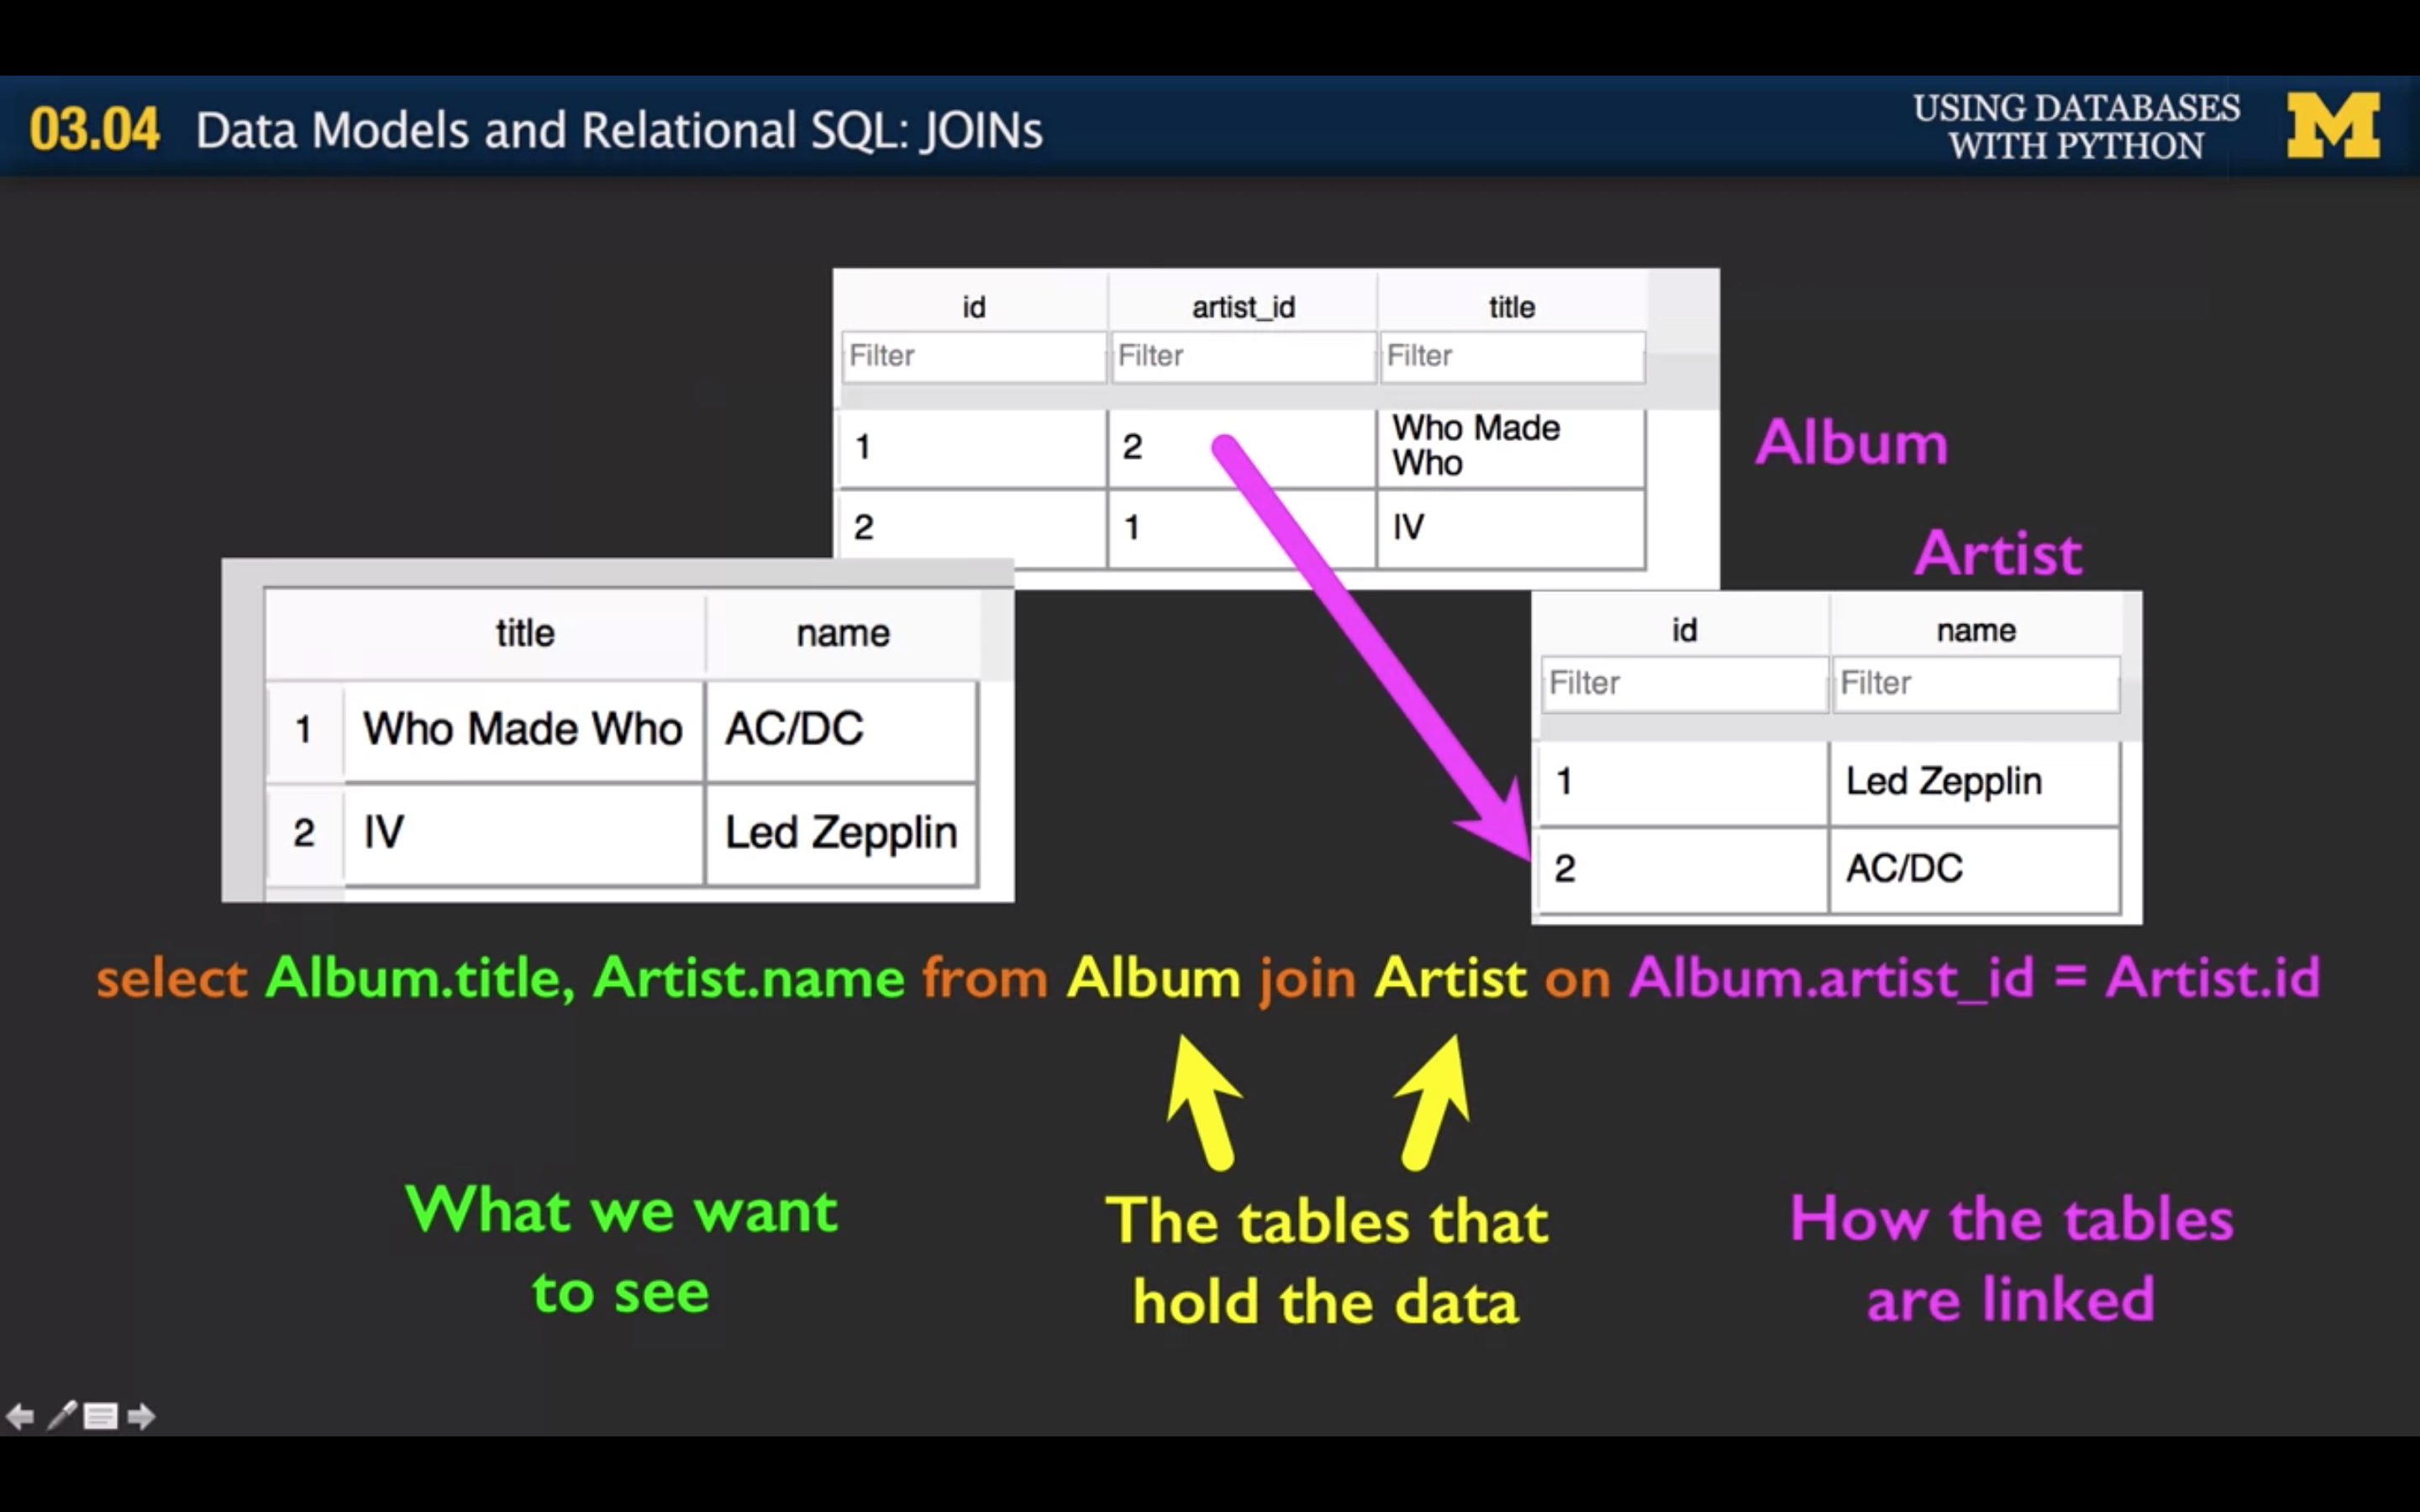 03.04 Data Models and Relational SQL: JOINs
USING DATABASES
WITH PYTHON
M
id artist_id title
Filter Filter Filter
1 2 Who Made
Who
2 1 IV
Album
Artist
title name
1 Who Made Who AC/DC
2 IV Led Zepplin
id name
Filter Filter
1 Led Zepplin
2 AC/DC
select Album.title, Artist.name from Album join Artist on Album.artist_id = Artist.id
What we want
to see
The tables that
hold the data
How the tables
are linked